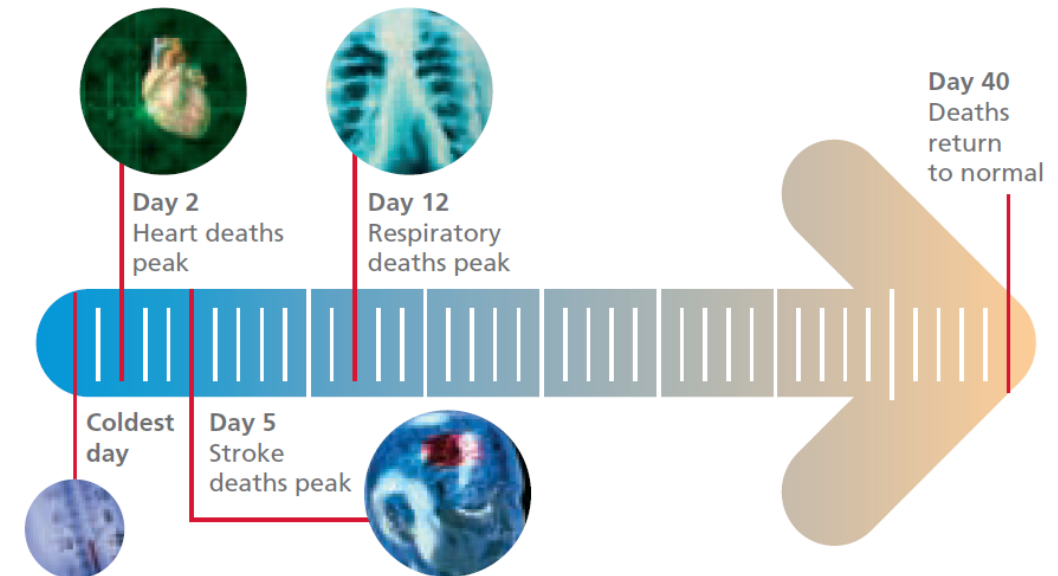 Day 2
Heart deaths
peak
Day 12
Respiratory
deaths peak
Day 40
Deaths
return
to normal
Coldest
day
Day 5
Stroke
deaths peak